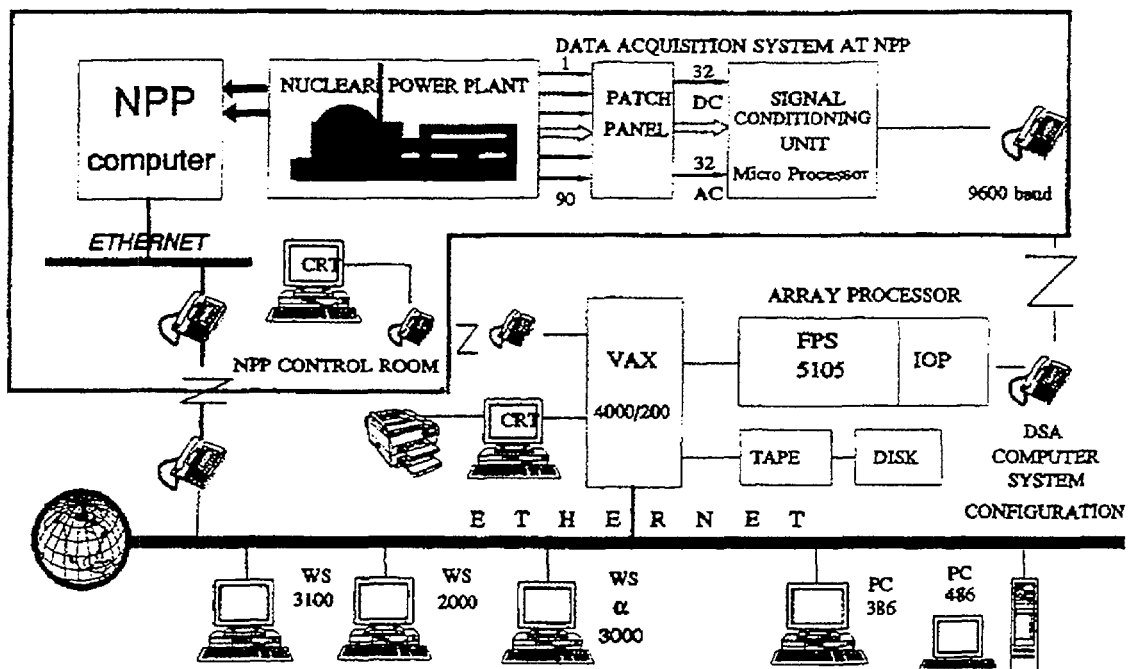 DATA ACQUISITION SYSTEM AT NPP
NPP
computer
NUCLEAR POWER PLANT
1
90
PATCH
PANEL
32
DC
32
AC
SIGNAL
CONDITIONING
UNIT
Micro Processor
9600 baud
ETHERNET
CRT
NPP CONTROL ROOM
ARRAY PROCESSOR
VAX
4000/200
FPS
5105
IOP
CRT
TAPE
DISK
DSA
COMPUTER
SYSTEM
CONFIGURATION
E T H E R N E T
WS
3100
WS
2000
WS
α
3000
PC
386
PC
486